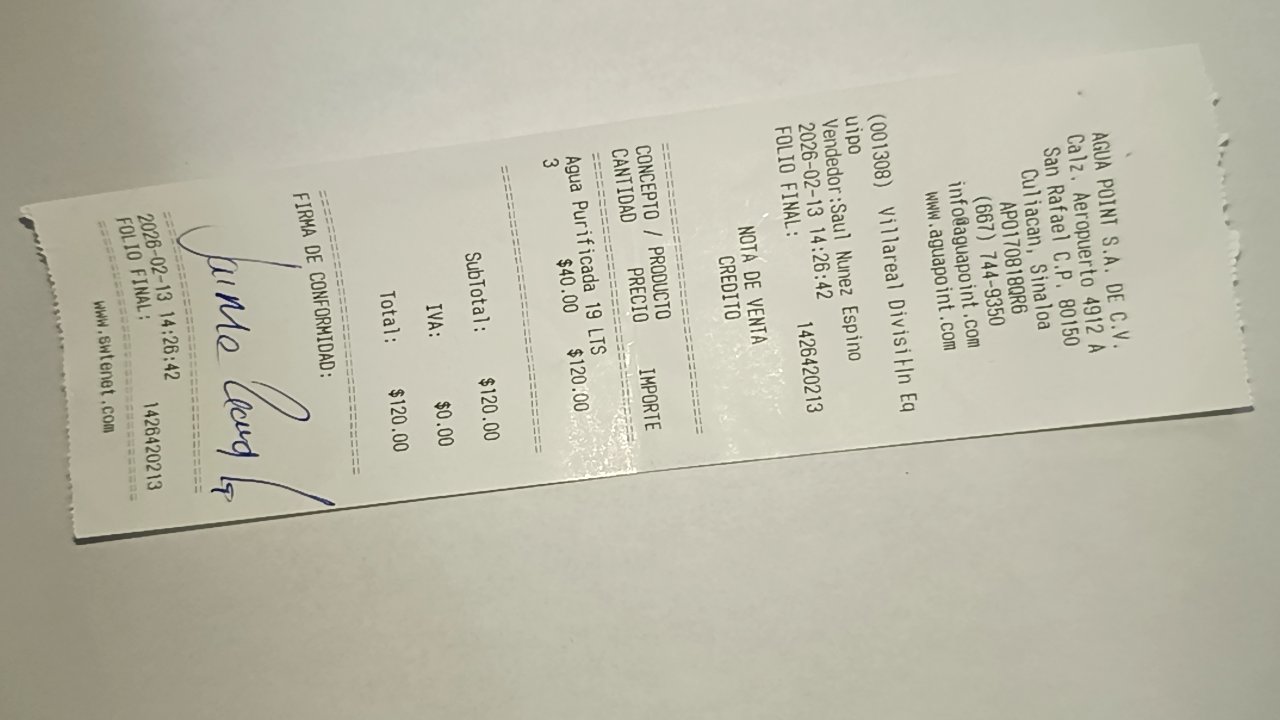 AGUA POINT S.A. DE C.V.
Calz. Aeropuerto 4912 A
San Rafael C.P. 80150
Culiacan, Sinaloa
APO170818QR6
(667) 744-9350
info@aguapoint.com
www.aguapoint.com
(001308) Villareal Divisi├n Eq
uipo
Vendedor:Saul Nunez Espino
2026-02-13 14:26:42
FOLIO FINAL: 1426420213
NOTA DE VENTA
CREDITO
CONCEPTO / PRODUCTO
CANTIDAD PRECIO IMPORTE
Agua Purificada 19 LTS
3 $40.00 $120.00
SubTotal: $120.00
IVA: $0.00
Total: $120.00
FIRMA DE CONFORMIDAD:
Jaime
2026-02-13 14:26:42
FOLIO FINAL: 1426420213
www.swtenet.com